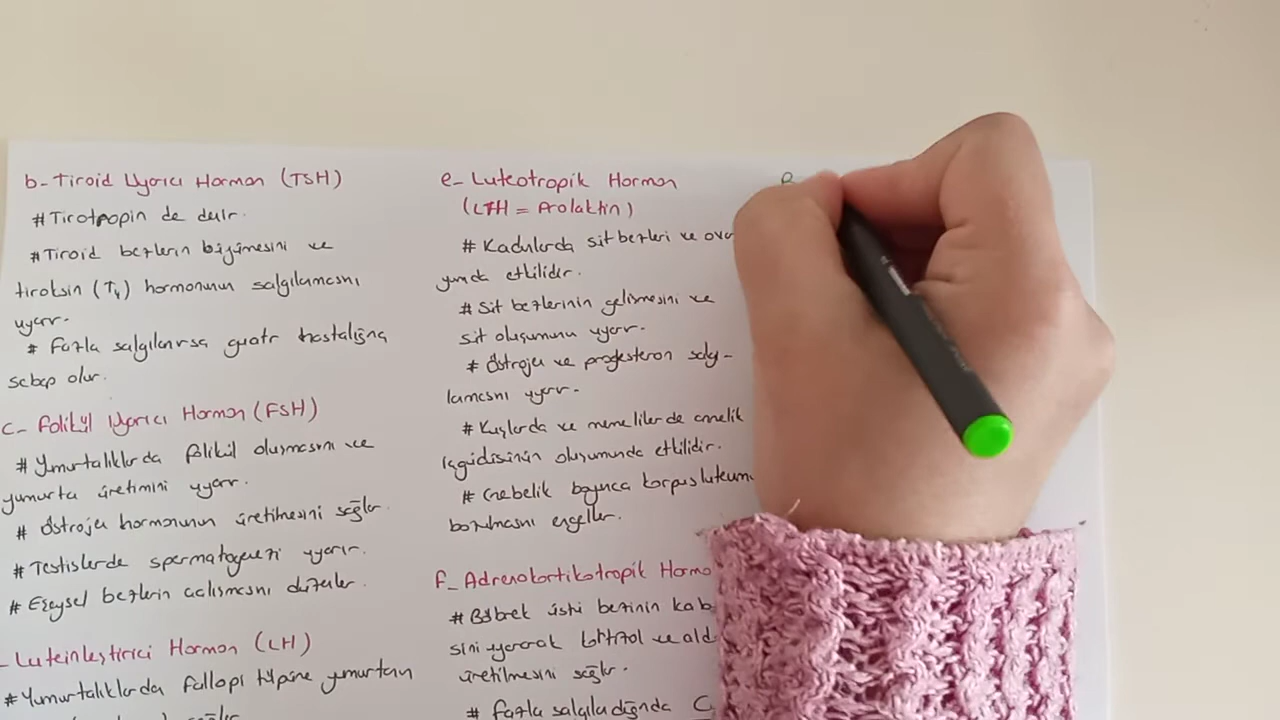 b- Tiroid Uyarıcı Hormon (TSH)
# Tirotropin de denir.
# Tiroid bezlerin büyümesini ve
tiroksin (T4) hormonunun salgılanmasını
uyarır.
# Fazla salgılanırsa guatr hastalığına
sebep olur.
c- Folikül Uyarıcı Hormon (FSH)
# Yumurtalıklarda folikül oluşmasını ve
yumurta üretimini uyarır.
# Östrojen hormonunun üretilmesini sağlar.
# Testislerde spermatogenezi uyarır.
# Eşeysel bezlerin çalışmasını düzenler.
- Luteinleştirici Hormon (LH)
# Yumurtalıklarda fallopi tüpüne yumurtanın
e- Luteotropik Hormon
(LTH = Prolaktin)
# Kadınlarda süt bezleri ve ova
yumda etkilidir.
# Süt bezlerinin gelişmesini ve
süt oluşumunu uyarır.
# Östrojen ve progesteron salgı-
lanmasını uyarır.
# Kuşlarda ve memelilerde annelik
içgüdüsünün oluşumunda etkilidir.
# Gebelik boyunca korpus luteumu
bozulmasını engeller.
f- Adrenokortikotropik Hormo
# Böbrek üstü bezinin kab
sını uyararak kortizol ve ald
üretilmesini sağlar.
# Fazla salgılandığında C